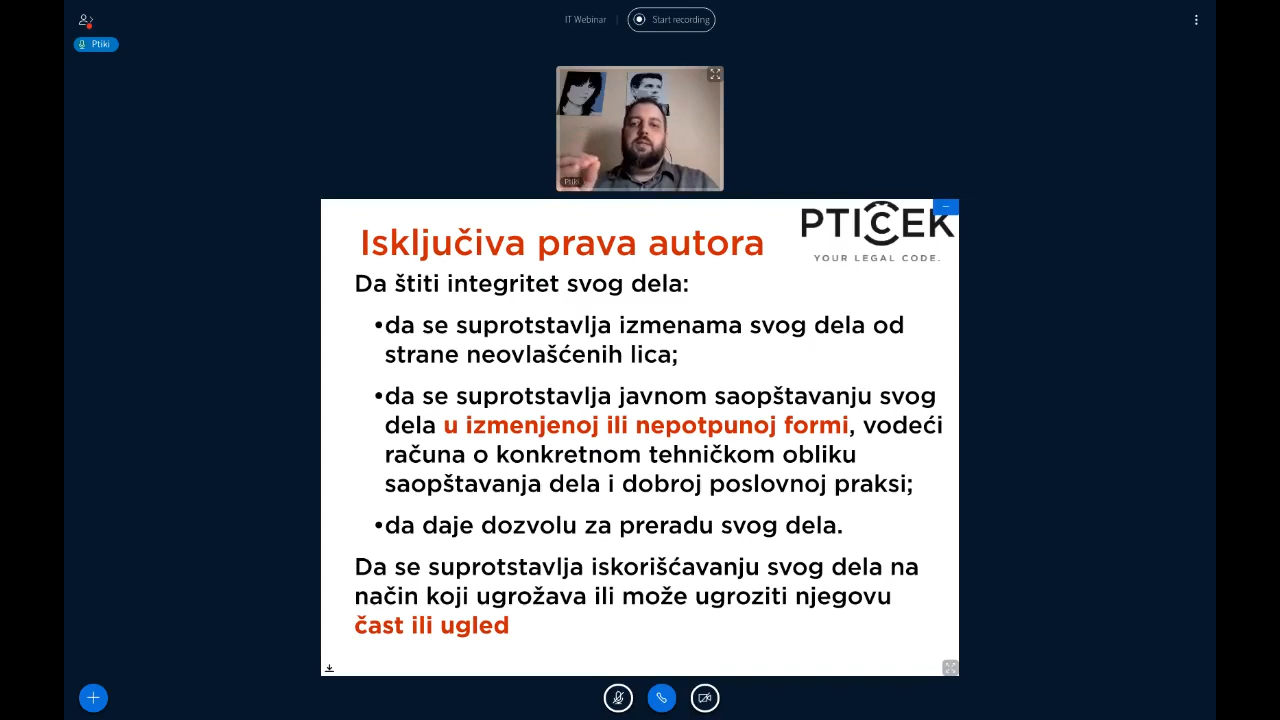 IT Webinar
Start recording
Ptiki
Ptiki
PTIČEK
YOUR LEGAL CODE.
Isključiva prava autora
Da štiti integritet svog dela:
•da se suprotstavlja izmenama svog dela od
strane neovlašćenih lica;
•da se suprotstavlja javnom saopštavanju svog
dela u izmenjenoj ili nepotpunoj formi, vodeći
računa o konkretnom tehničkom obliku
saopštavanja dela i dobroj poslovnoj praksi;
•da daje dozvolu za preradu svog dela.
Da se suprotstavlja iskorišćavanju svog dela na
način koji ugrožava ili može ugroziti njegovu
čast ili ugled